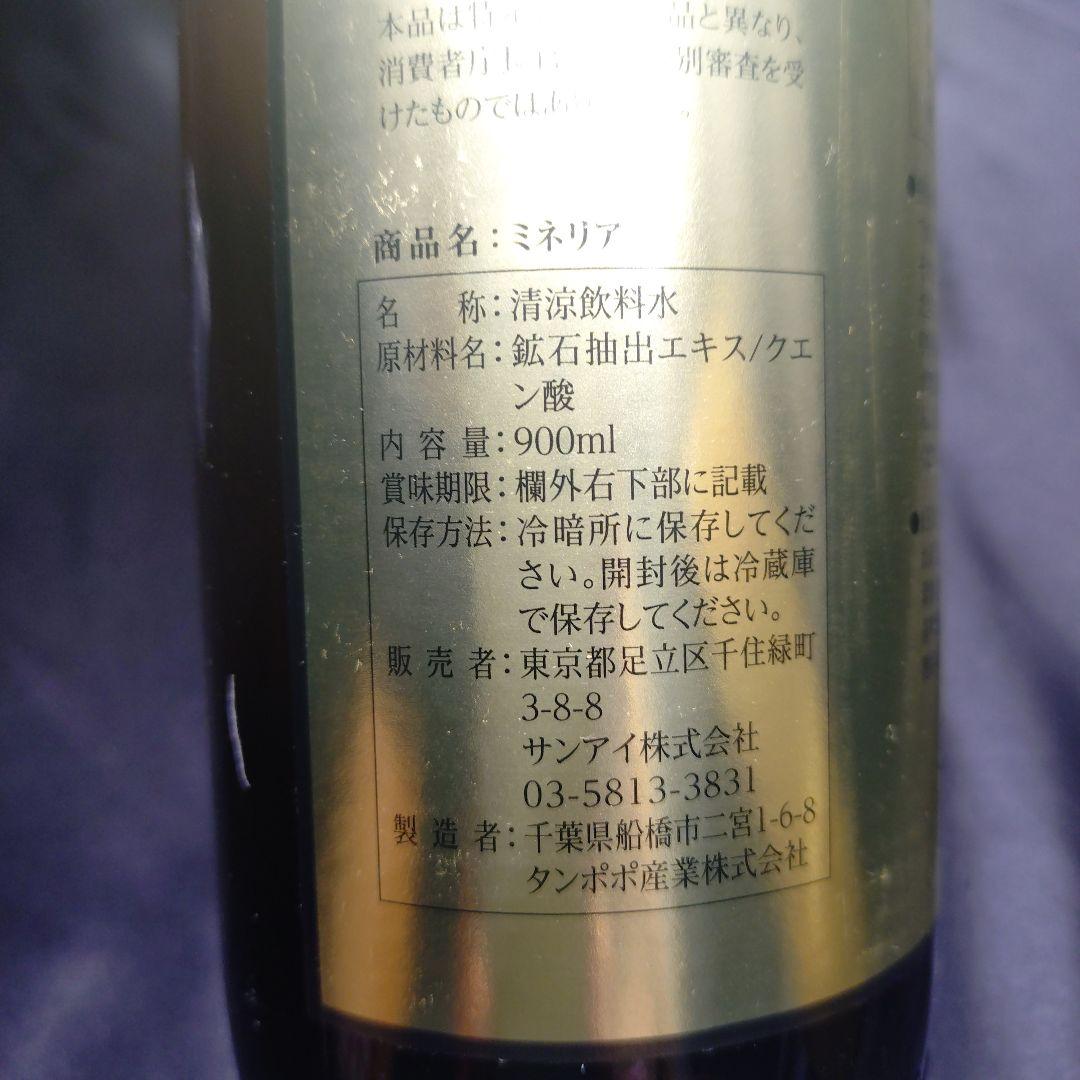 本品は特 品と異なり、
消費者庁 別審査を受
けたものでは
商品名：ミネリア
名　称：清涼飲料水
原材料名：鉱石抽出エキス/クエ
ン酸
内容量：900ml
賞味期限：欄外右下部に記載
保存方法：冷暗所に保存してくだ
さい。開封後は冷蔵庫
で保存してください。
販売者：東京都足立区千住緑町
3-8-8
サンアイ株式会社
03-5813-3831
製造者：千葉県船橋市二宮1-6-8
タンポポ産業株式会社